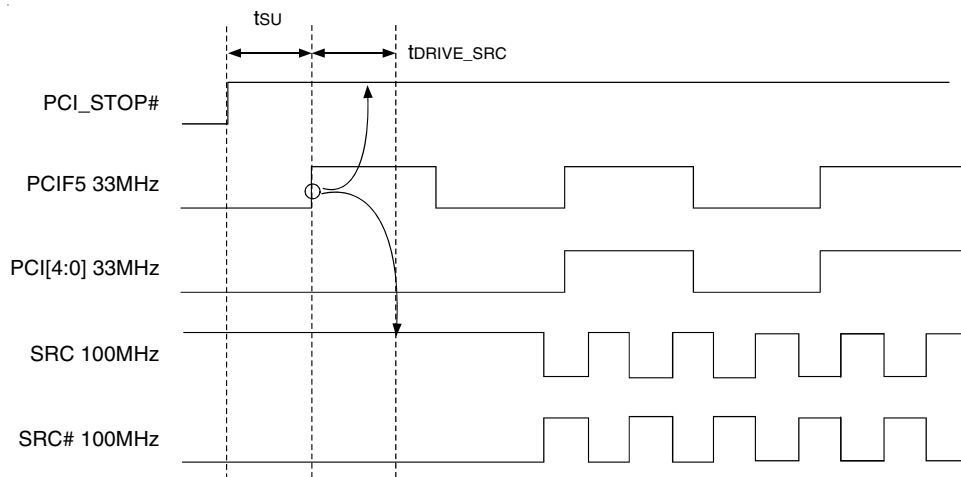 tSU
tDRIVE_SRC
PCI_STOP#
PCIF5 33MHz
PCI[4:0] 33MHz
SRC 100MHz
SRC# 100MHz